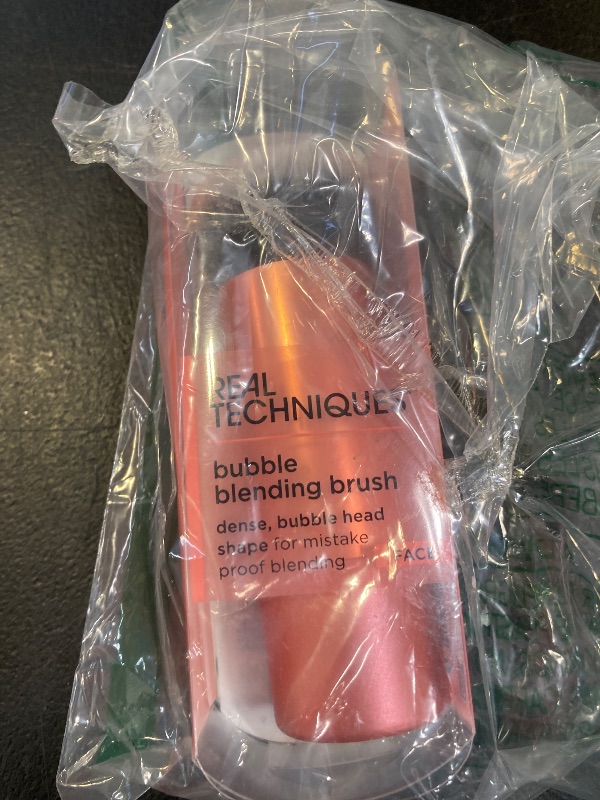 REAL
TECHNIQUES
bubble
blending brush
dense, bubble head
shape for mistake
proof blending
FACE